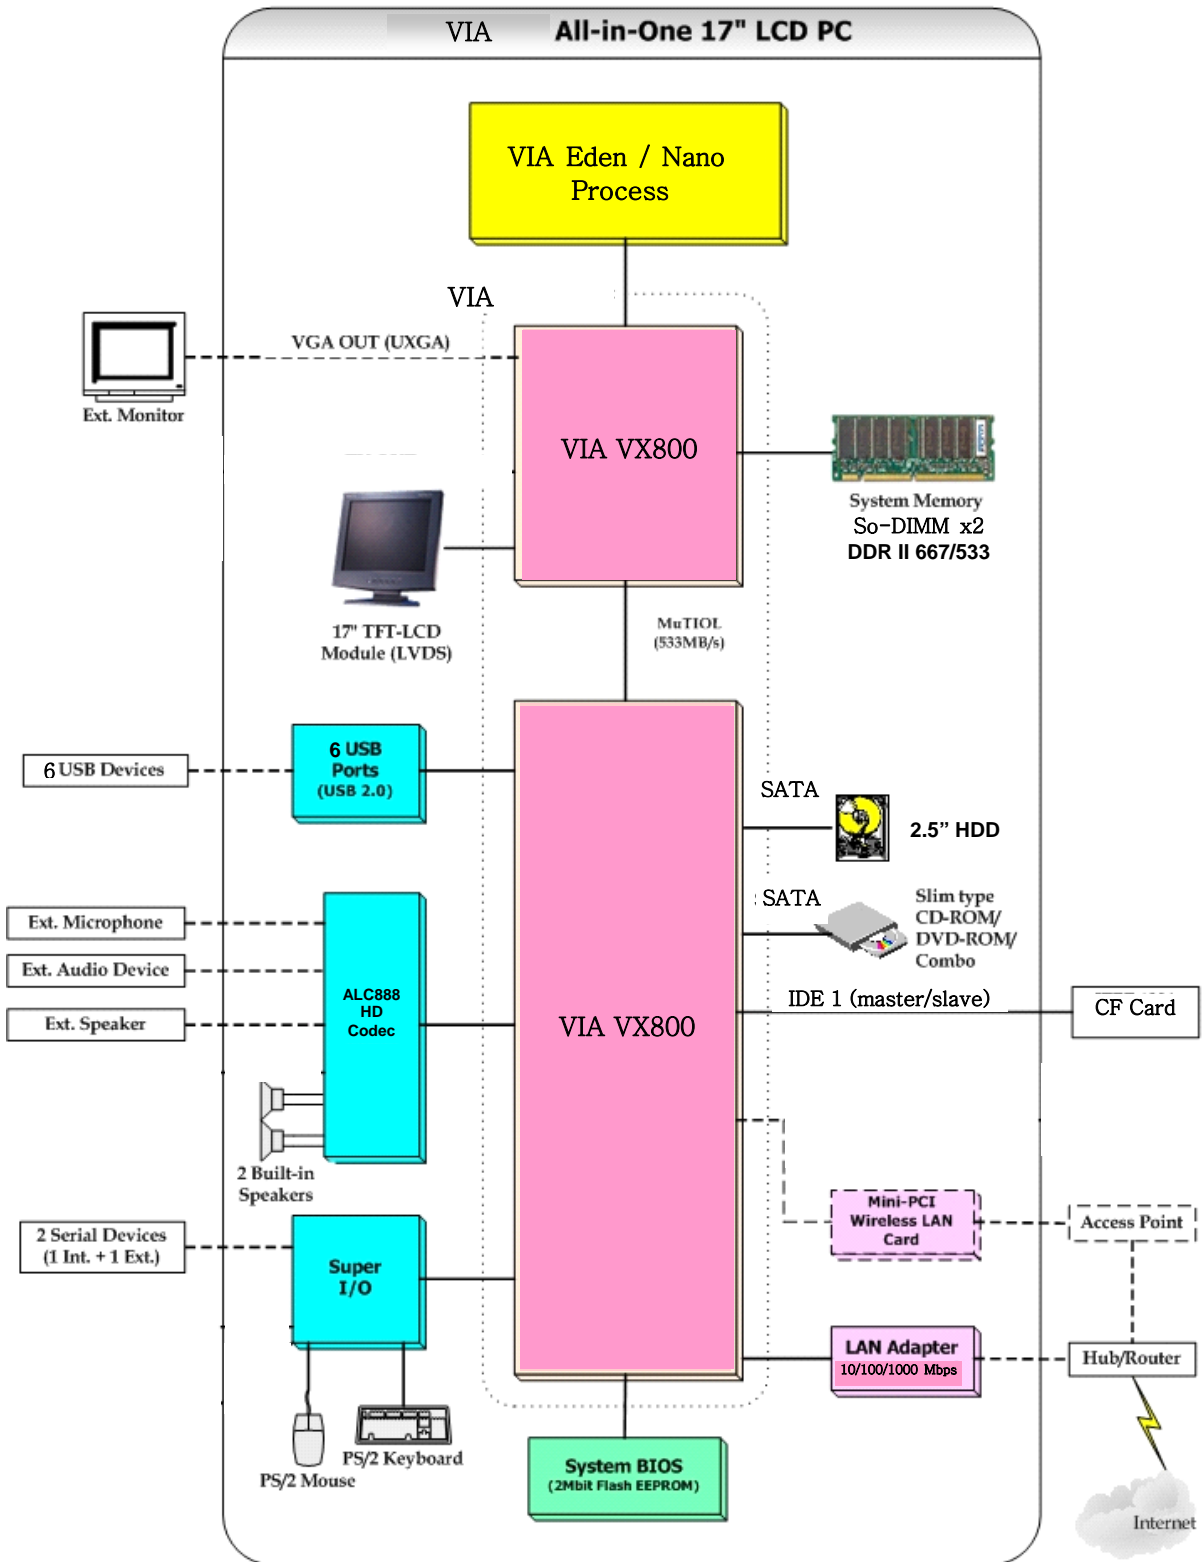 VIA All-in-One 17" LCD PC
VIA Eden / Nano
Process
VIA
VGA OUT (UXGA)
Ext. Monitor
VIA VX800
System Memory
So-DIMM x2
DDR II 667/533
17" TFT-LCD
Module (LVDS)
MuTIOL
(533MB/s)
6 USB
Ports
(USB 2.0)
6 USB Devices
SATA
2.5” HDD
SATA
Slim type
CD-ROM/
DVD-ROM/
Combo
Ext. Microphone
Ext. Audio Device
Ext. Speaker
ALC888
HD
Codec
VIA VX800
IDE 1 (master/slave)
CF Card
2 Built-in
Speakers
Mini-PCI
Wireless LAN
Card
Access Point
2 Serial Devices
(1 Int. + 1 Ext.)
Super
I/O
LAN Adapter
10/100/1000 Mbps
Hub/Router
PS/2 Keyboard
PS/2 Mouse
System BIOS
(2Mbit Flash EEPROM)
Internet